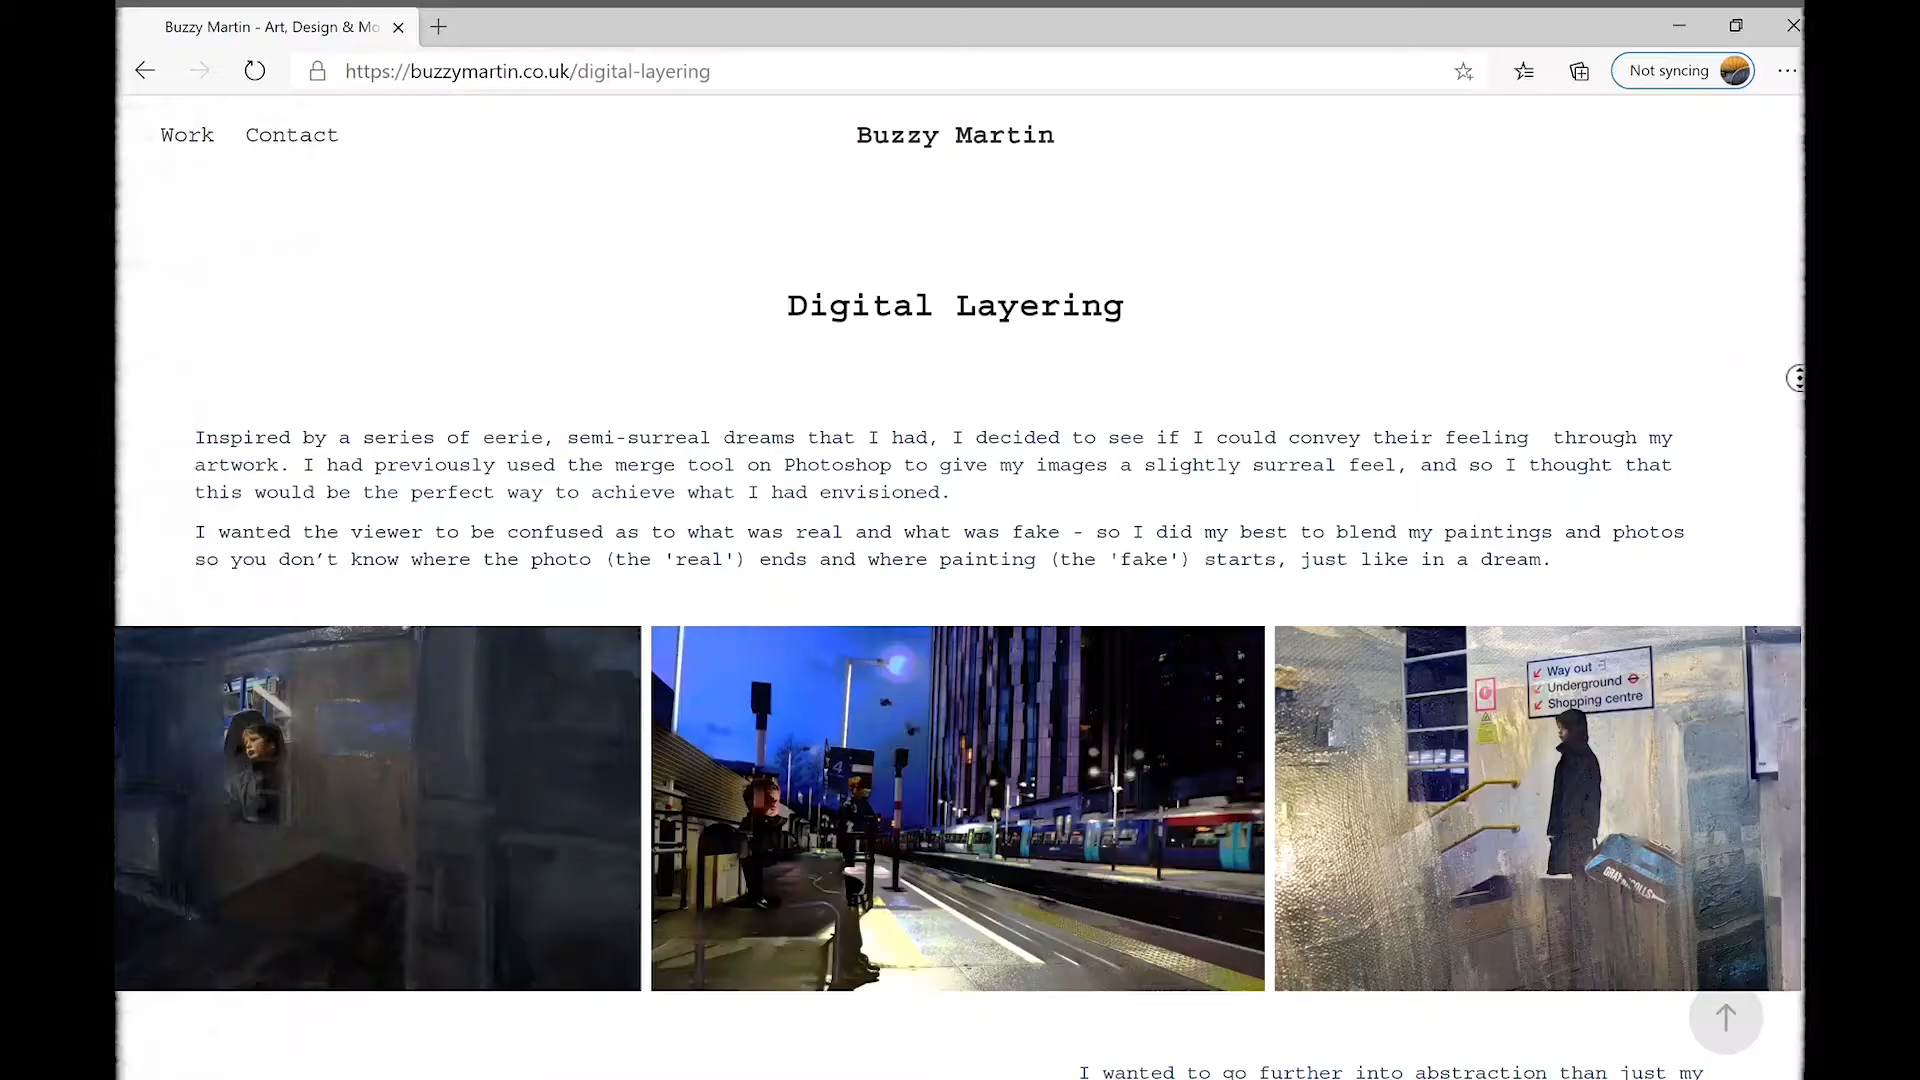 Buzzy Martin - Art, Design & Mo
https://buzzymartin.co.uk/digital-layering
Not syncing
Work Contact
Buzzy Martin
Digital Layering
Inspired by a series of eerie, semi-surreal dreams that I had, I decided to see if I could convey their feeling through my
artwork. I had previously used the merge tool on Photoshop to give my images a slightly surreal feel, and so I thought that
this would be the perfect way to achieve what I had envisioned.
I wanted the viewer to be confused as to what was real and what was fake - so I did my best to blend my paintings and photos
so you don’t know where the photo (the 'real') ends and where painting (the 'fake') starts, just like in a dream.
4
Way out
Underground
Shopping centre
I wanted to go further into abstraction than just my